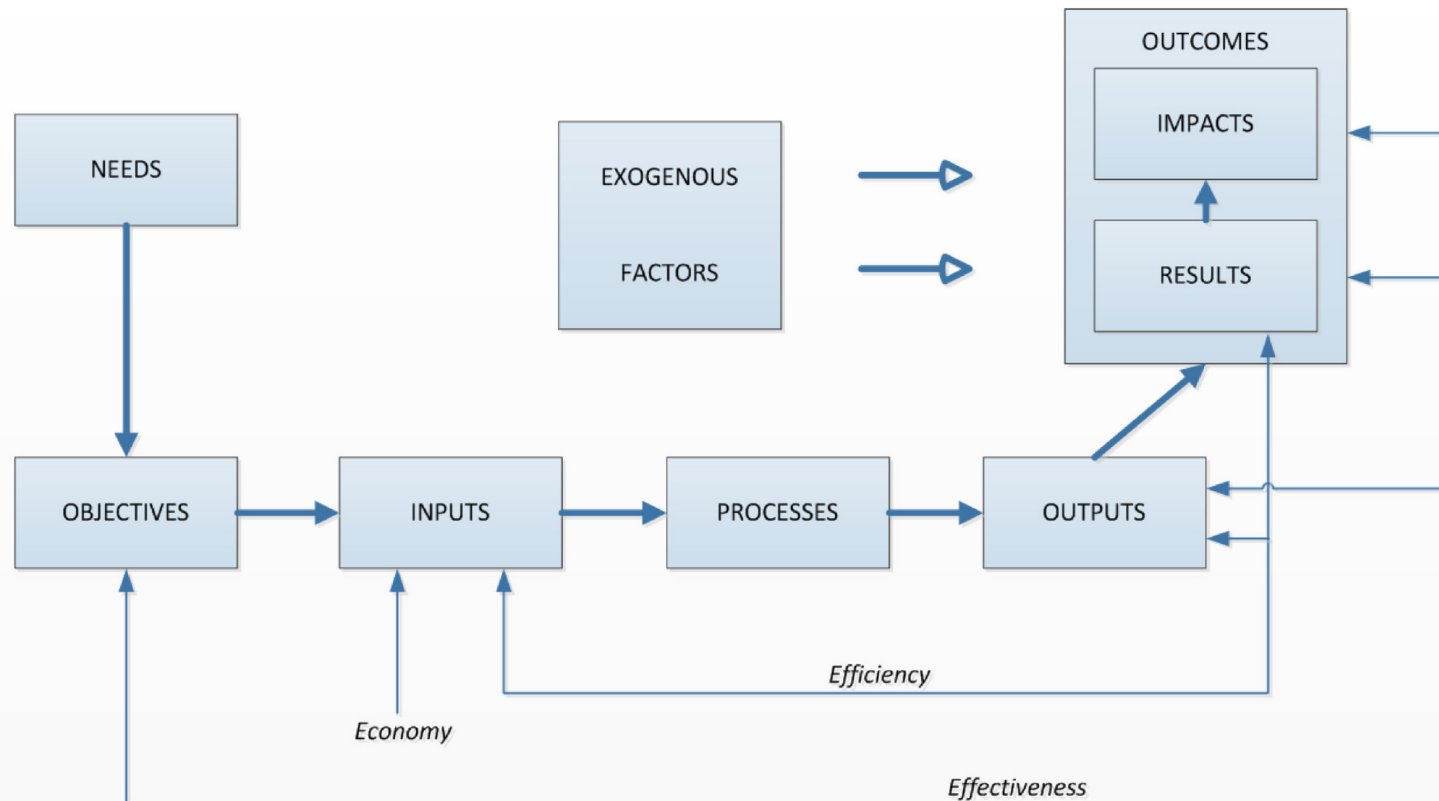 OUTCOMES
IMPACTS
NEEDS
EXOGENOUS
FACTORS
RESULTS
OBJECTIVES
INPUTS
PROCESSES
OUTPUTS
Efficiency
Economy
Effectiveness